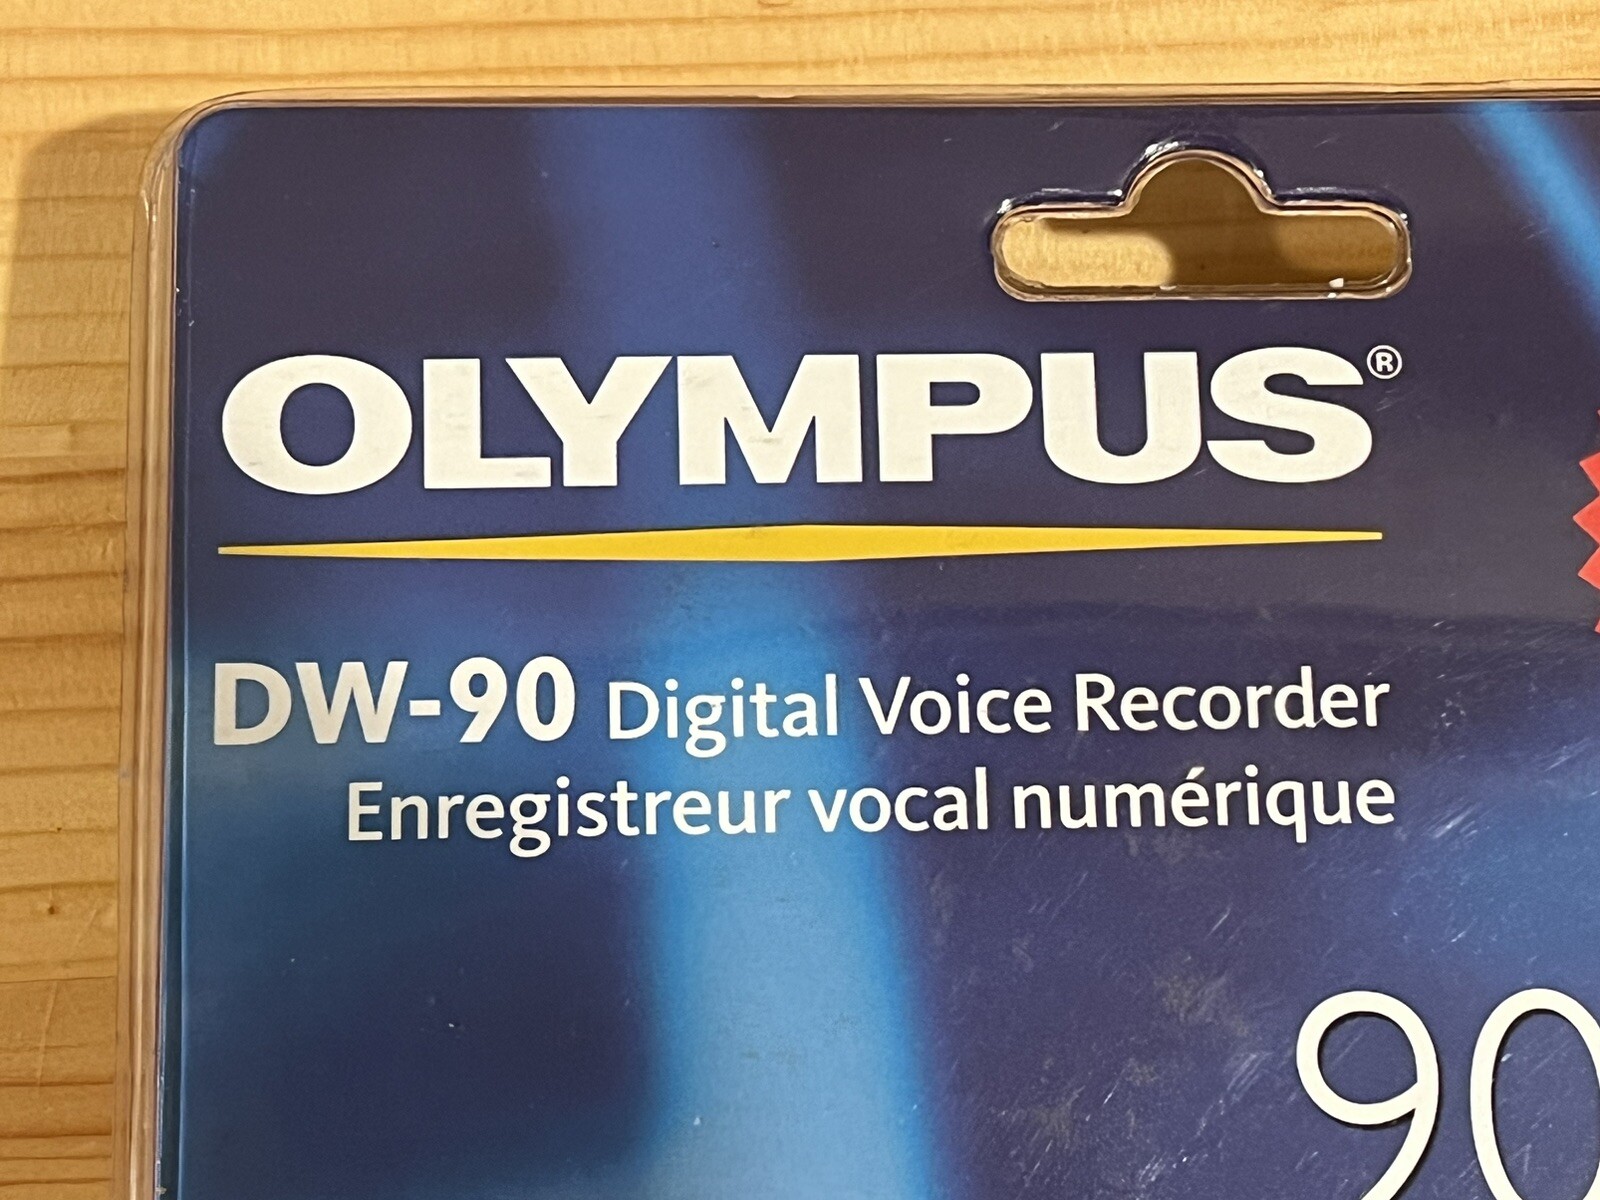 OLYMPUS®
DW-90 Digital Voice Recorder
Enregistreur vocal numérique
90